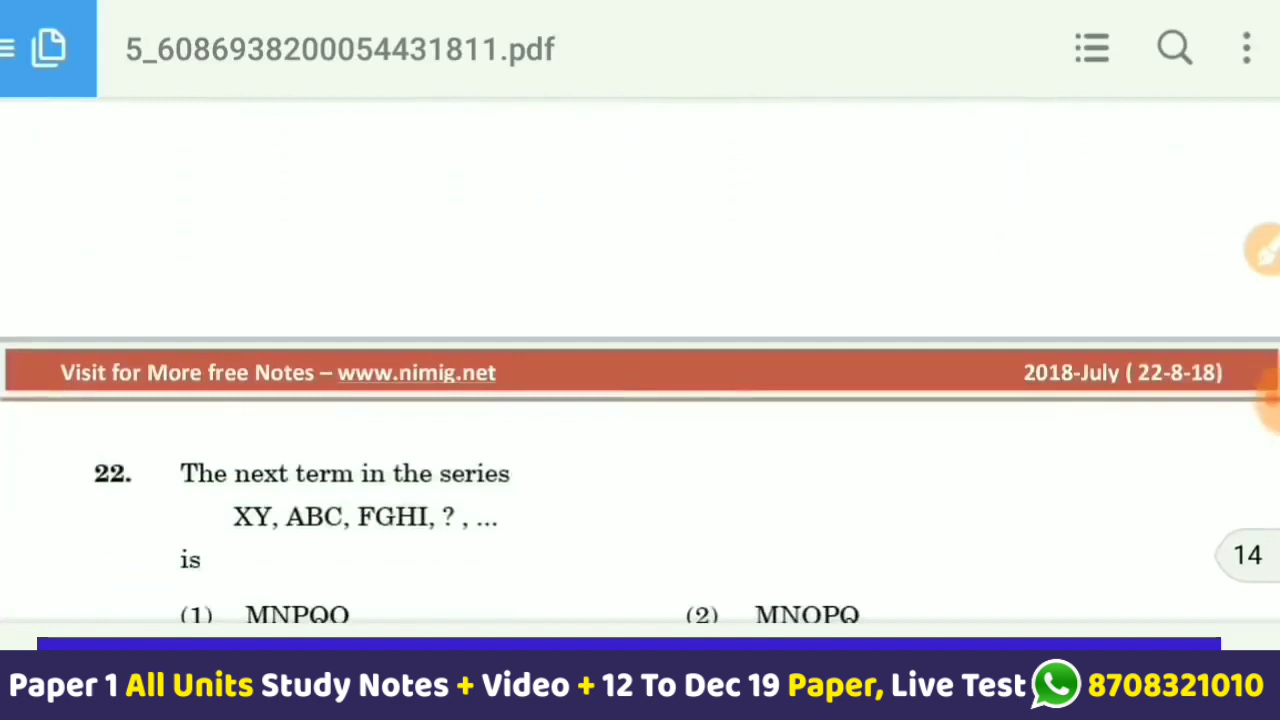 5_6086938200054431811.pdf
Visit for More free Notes – www.nimig.net
2018-July ( 22-8-18)
22. The next term in the series
XY, ABC, FGHI, ? , ...
is
14
(1) MNPQO (2) MNOPQ
Paper 1 All Units Study Notes + Video + 12 To Dec 19 Paper, Live Test 8708321010